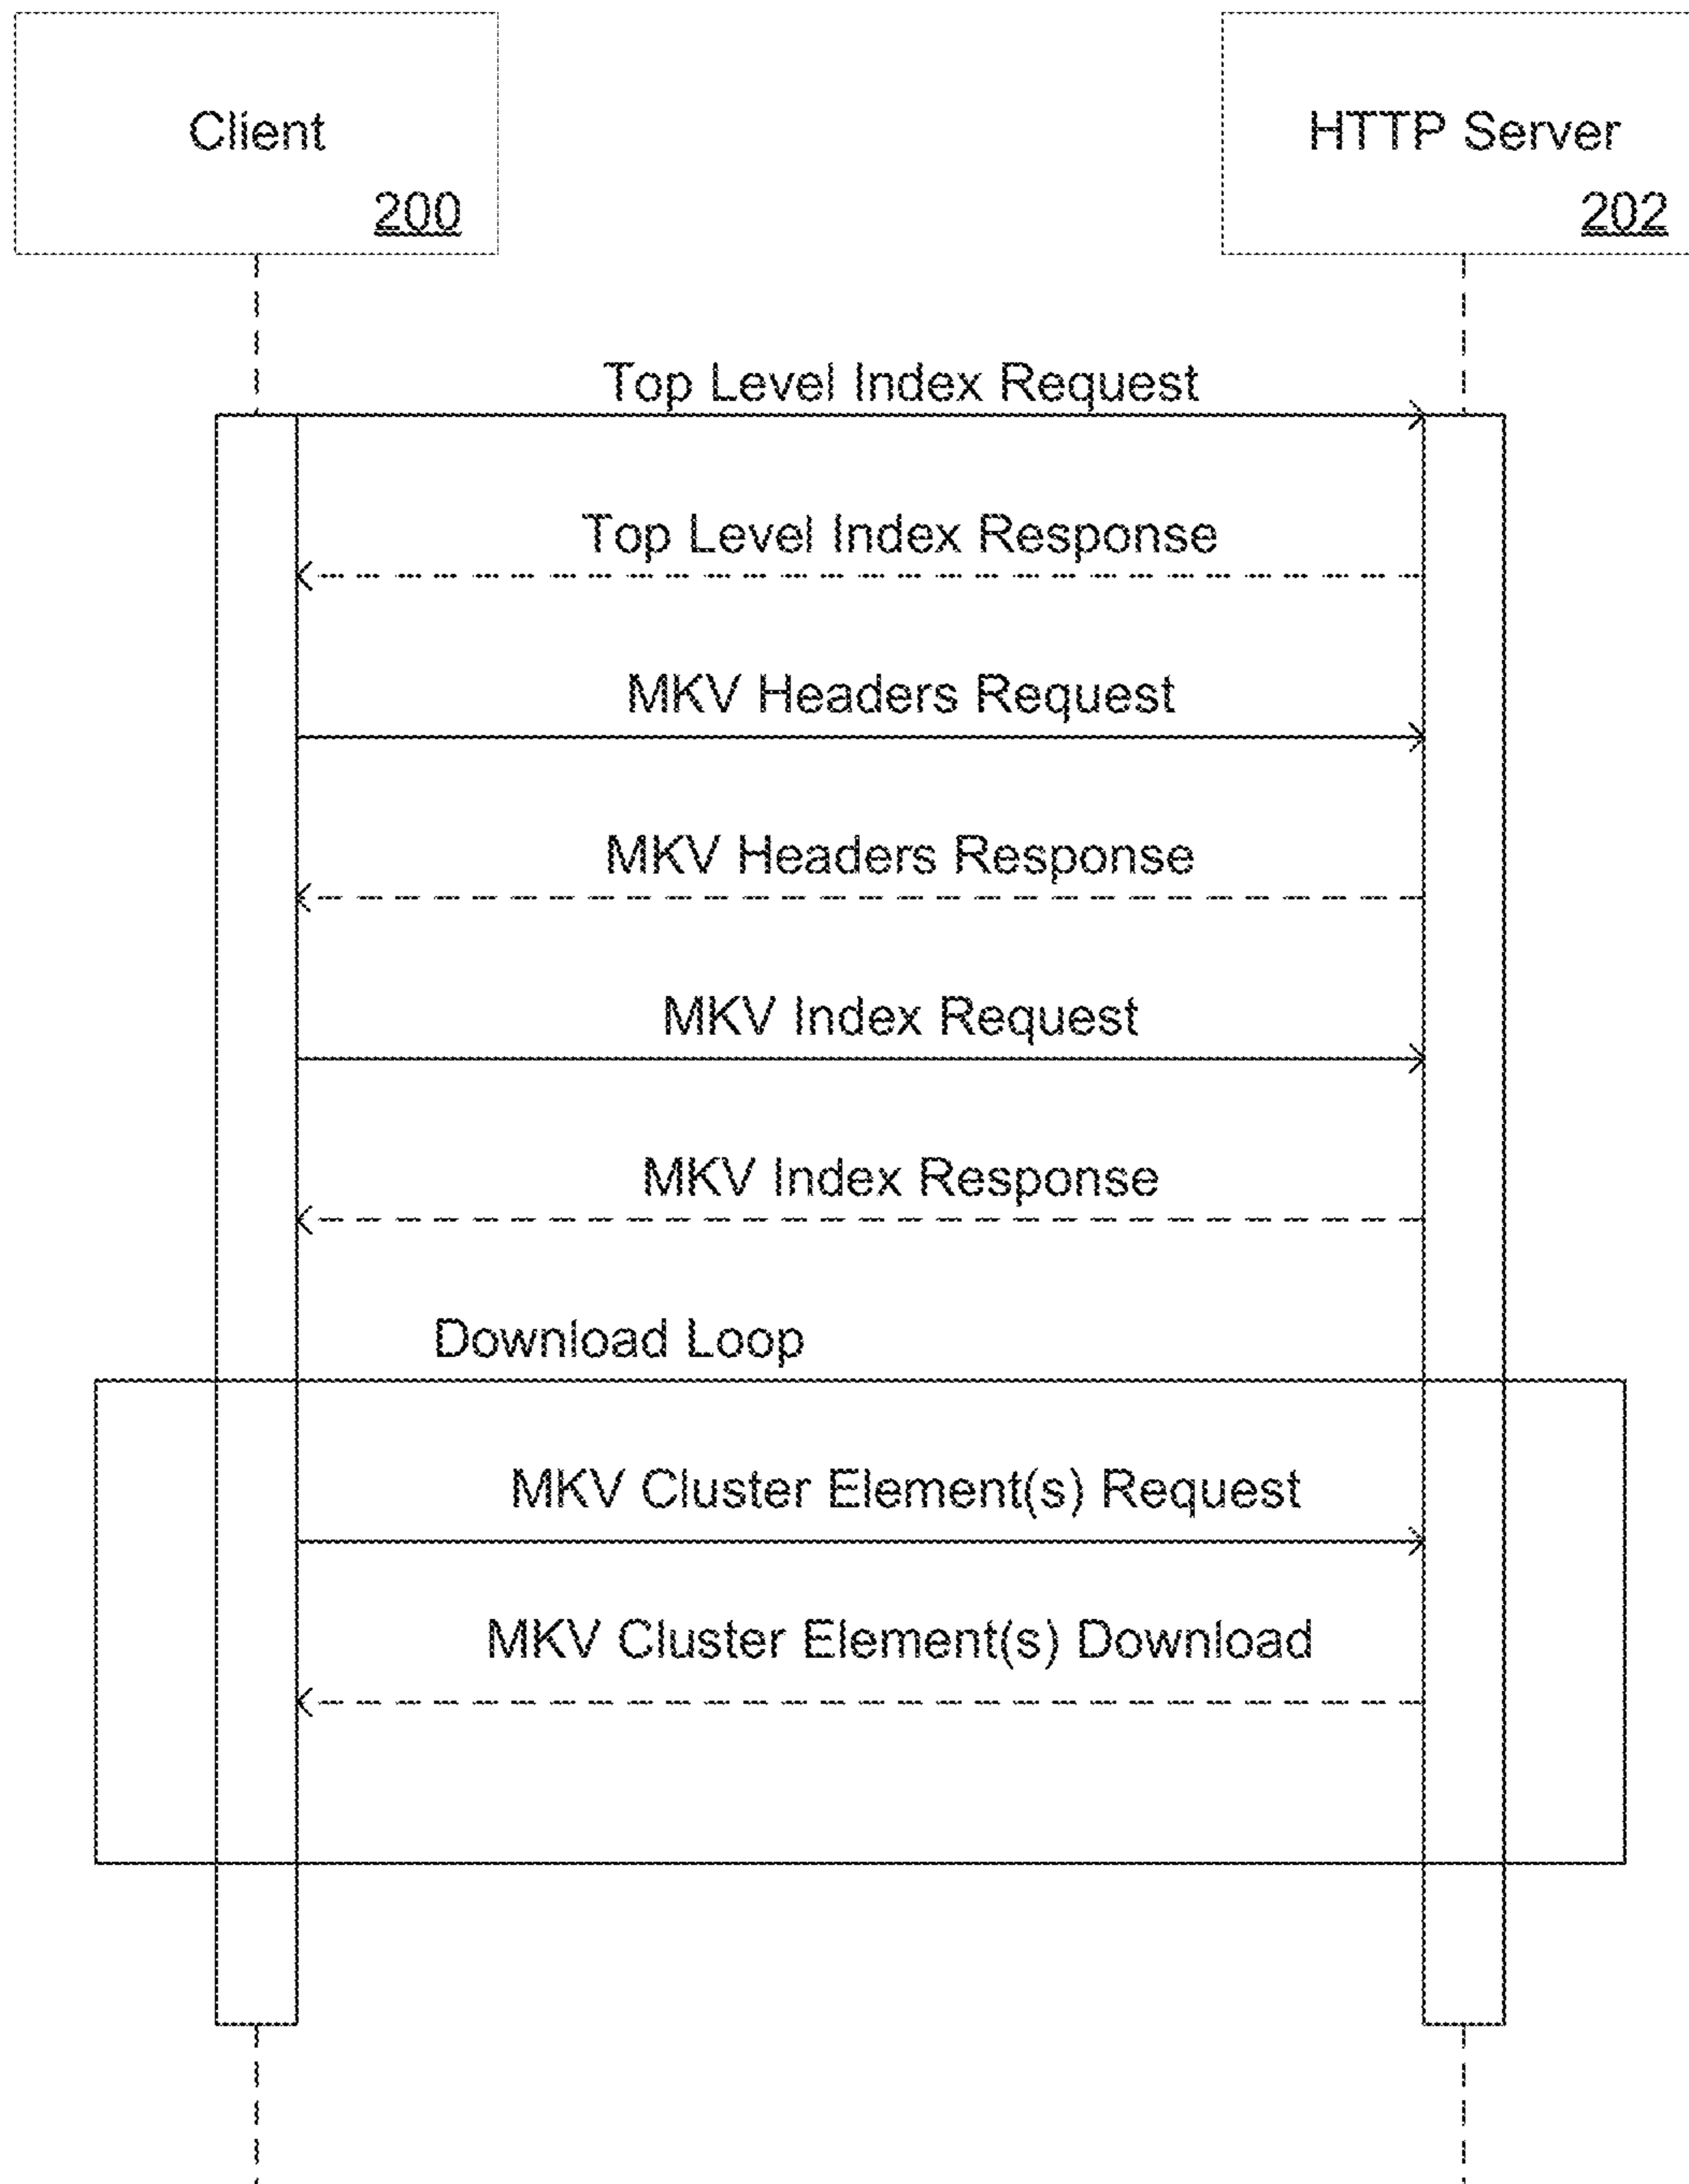 Client
200
HTTP Server
202
Top Level Index Request
Top Level Index Response
MKV Headers Request
MKV Headers Response
MKV Index Request
MKV Index Response
Download Loop
MKV Cluster Element(s) Request
MKV Cluster Element(s) Download